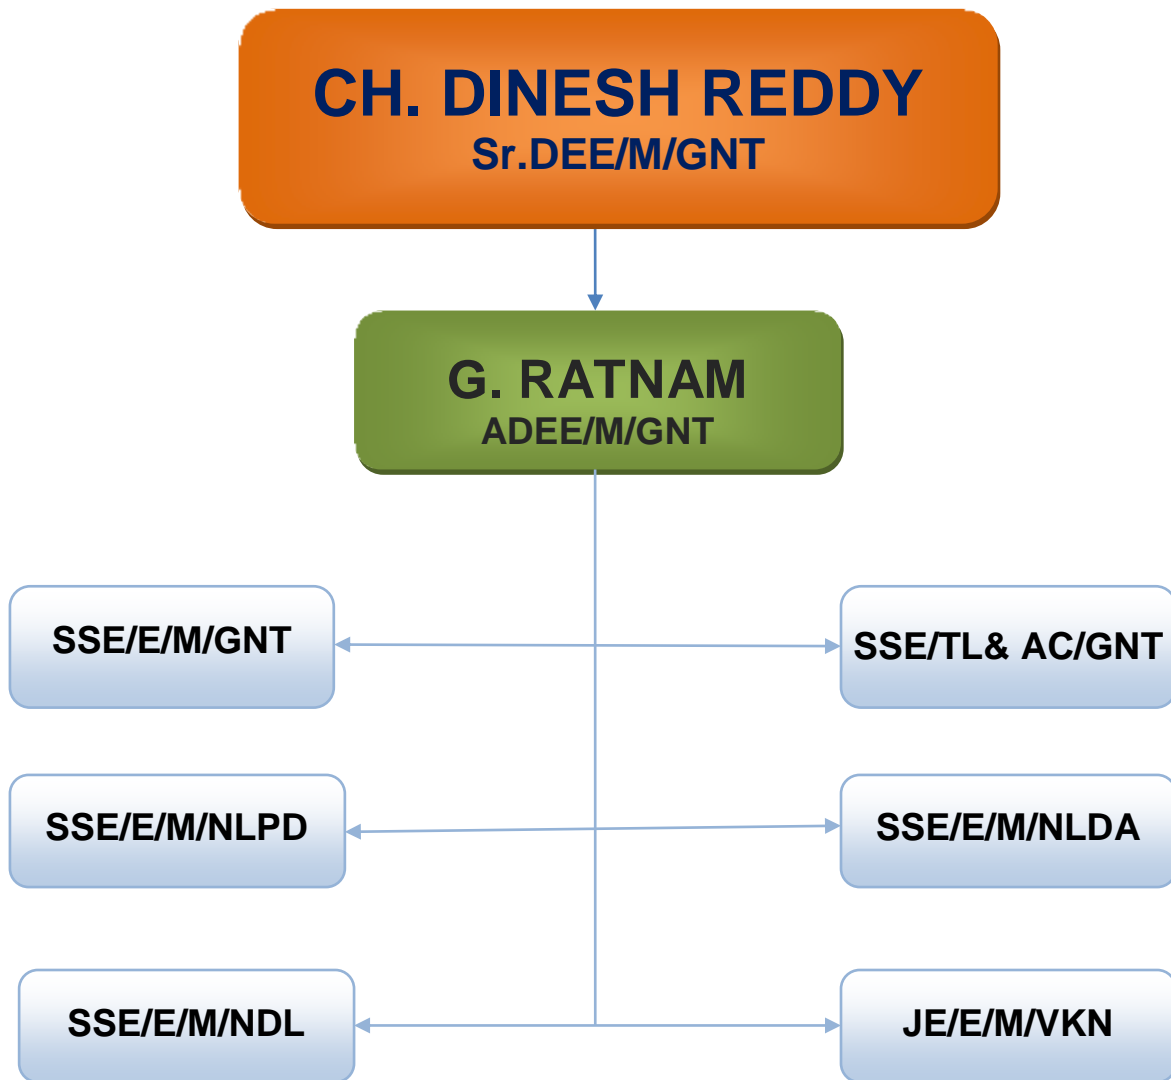 CH. DINESH REDDY
Sr.DEE/M/GNT
G. RATNAM
ADEE/M/GNT
SSE/E/M/GNT
SSE/TL& AC/GNT
SSE/E/M/NLPD
SSE/E/M/NLDA
SSE/E/M/NDL
JE/E/M/VKN